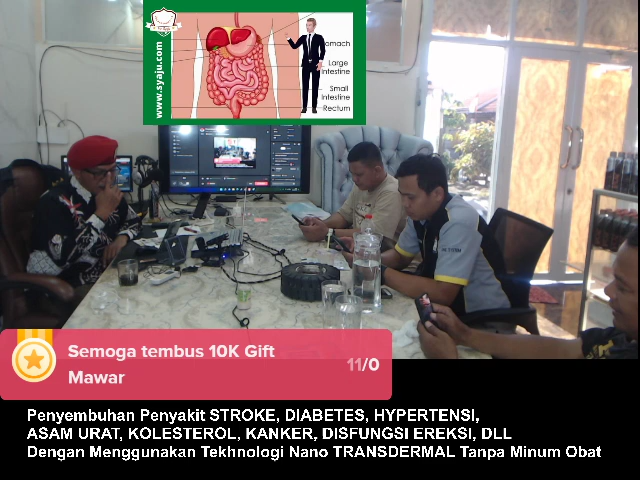 www.syaju.com
omach
Large
Intestine
Small
Intestine
Rectum
Semoga tembus 10K Gift
Mawar
11/0
Penyembuhan Penyakit STROKE, DIABETES, HYPERTENSI,
ASAM URAT, KOLESTEROL, KANKER, DISFUNGSI EREKSI, DLL
Dengan Menggunakan Tekhnologi Nano TRANSDERMAL Tanpa Minum Obat